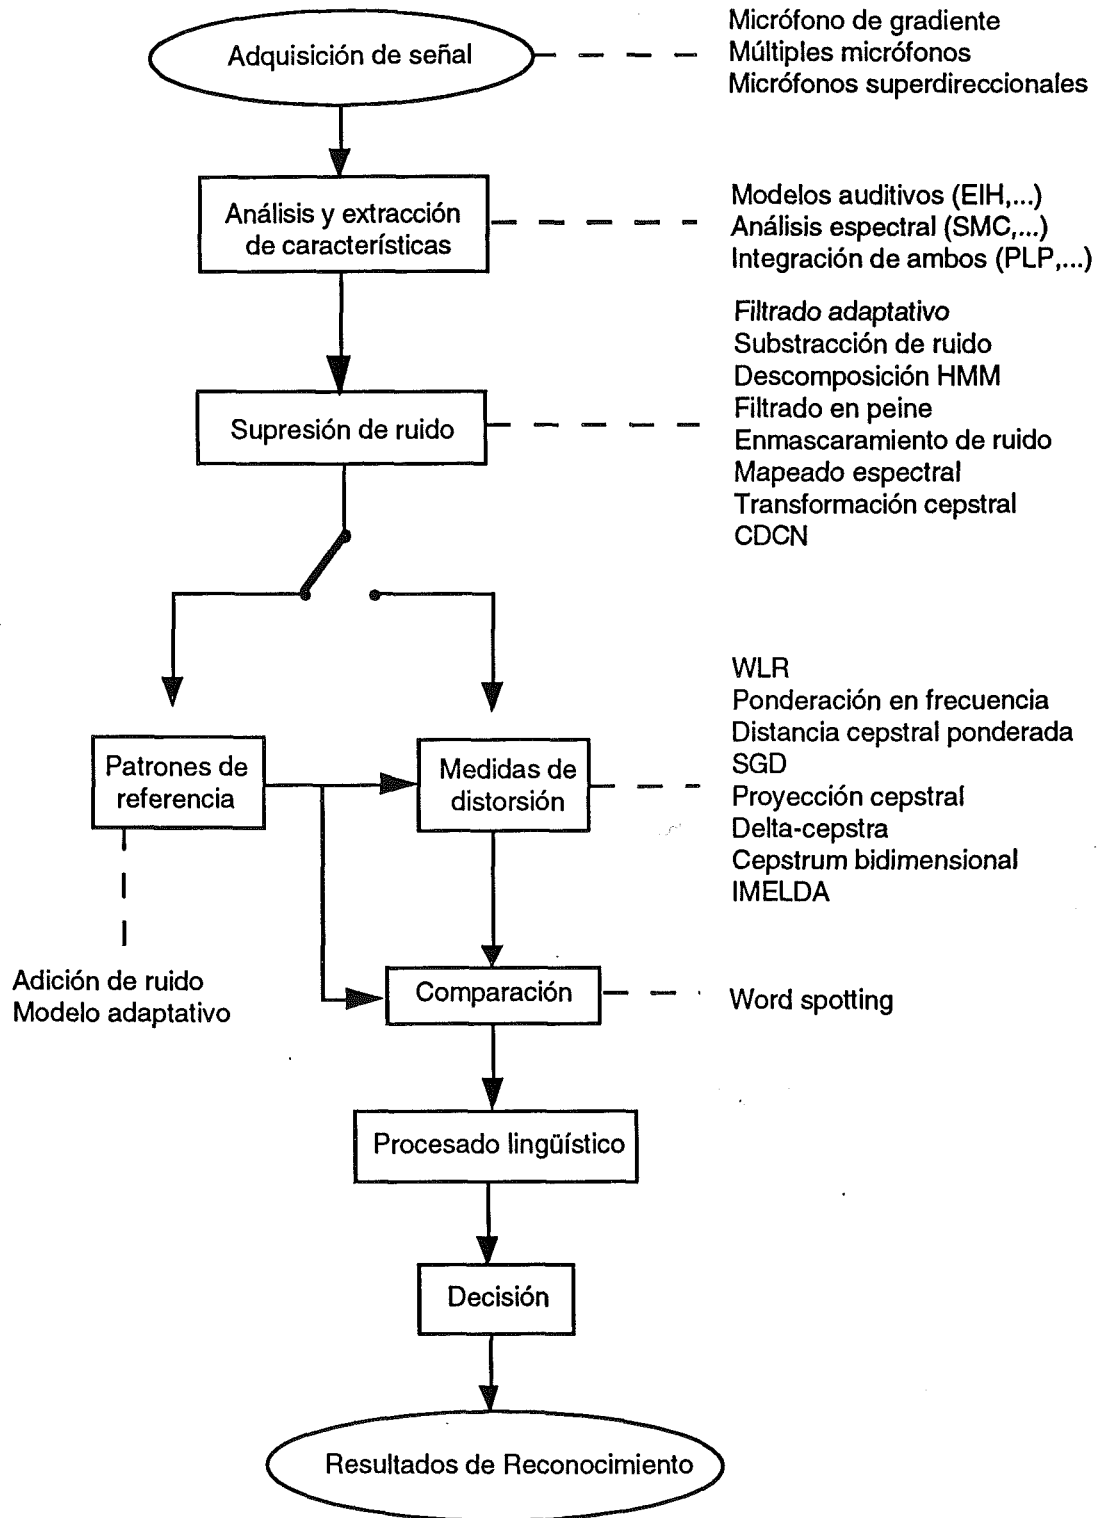 Adquisición de señal
Micrófono de gradiente
Múltiples micrófonos
Micrófonos superdireccionales
Análisis y extracción
de características
Modelos auditivos (EIH,...)
Análisis espectral (SMC,...)
Integración de ambos (PLP,...)
Supresión de ruido
Filtrado adaptativo
Substracción de ruido
Descomposición HMM
Filtrado en peine
Enmascaramiento de ruido
Mapeado espectral
Transformación cepstral
CDCN
Patrones de
referencia
Medidas de
distorsión
WLR
Ponderación en frecuencia
Distancia cepstral ponderada
SGD
Proyección cepstral
Delta-cepstra
Cepstrum bidimensional
IMELDA
Adición de ruido
Modelo adaptativo
Comparación
Word spotting
Procesado lingüístico
Decisión
Resultados de Reconocimiento